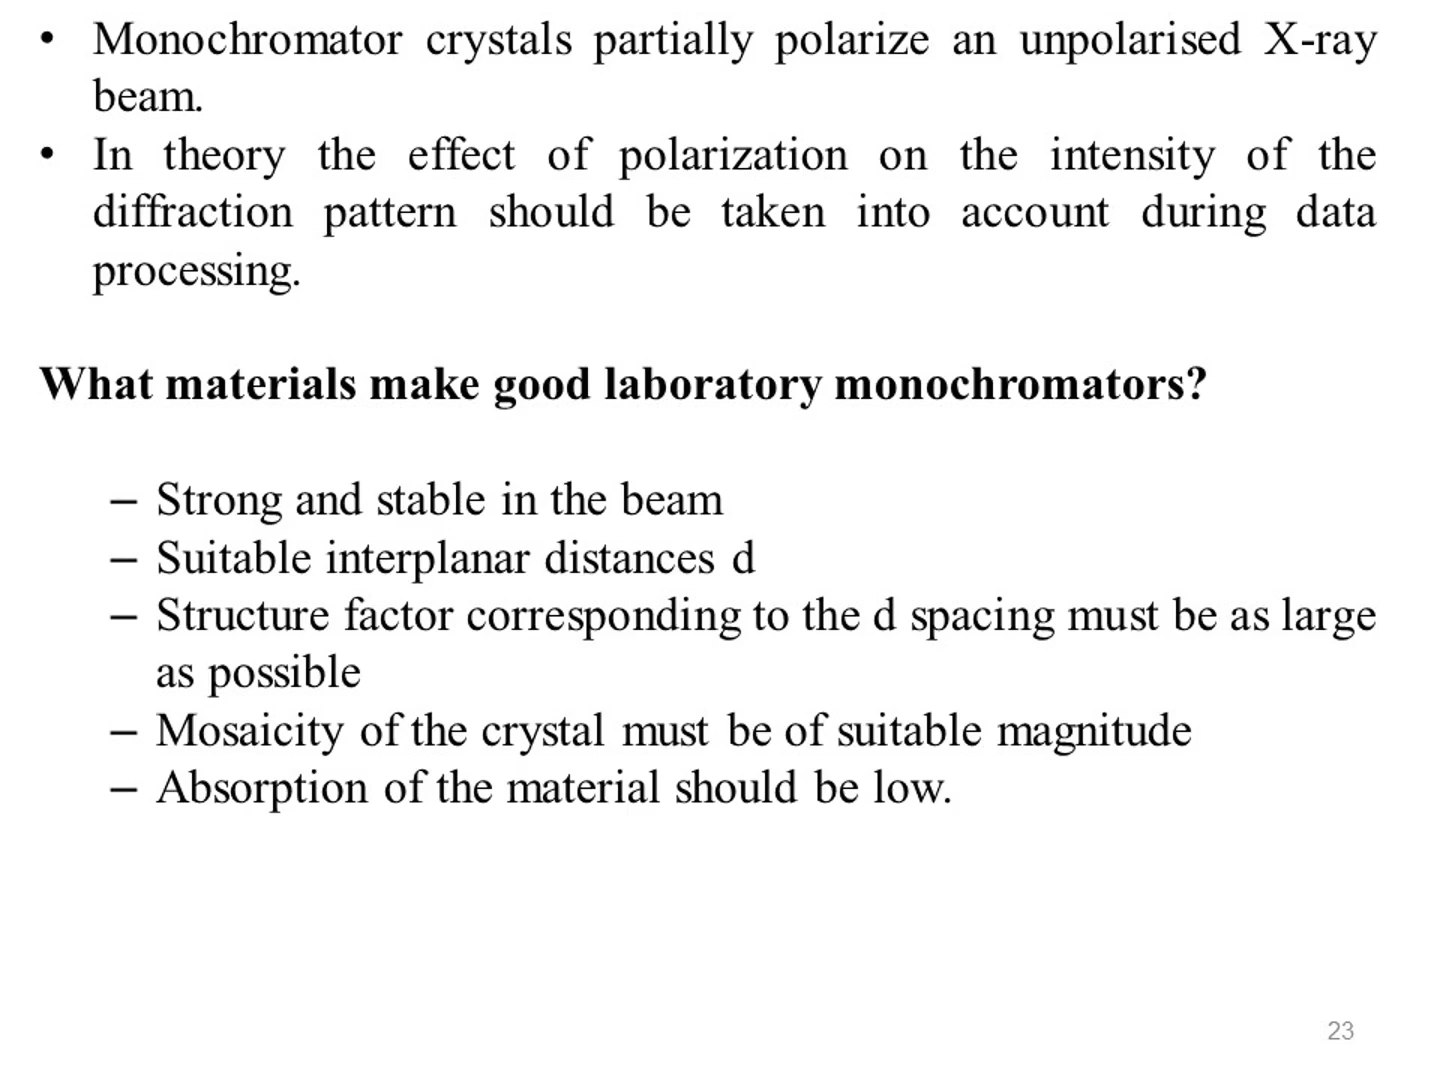 • Monochromator crystals partially polarize an unpolarised X-ray
beam.
• In theory the effect of polarization on the intensity of the
diffraction pattern should be taken into account during data
processing.
What materials make good laboratory monochromators?
– Strong and stable in the beam
– Suitable interplanar distances d
– Structure factor corresponding to the d spacing must be as large
as possible
– Mosaicity of the crystal must be of suitable magnitude
– Absorption of the material should be low.
23